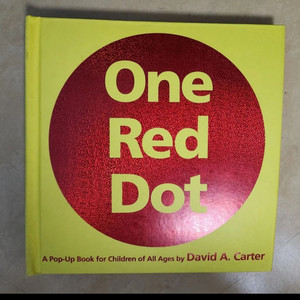 One
Red
Dot
A Pop-Up Book for Children of All Ages by David A. Carter